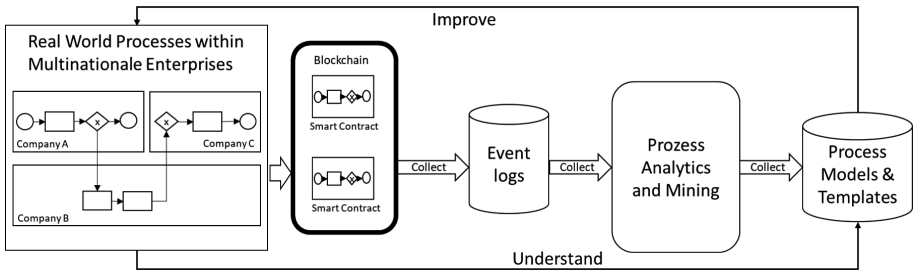 Improve
Real World Processes within
Multinationale Enterprises
X
X
Company A
Company C
Company B
Blockchain
X
Smart Contract
X
Smart Contract
Collect
Event
logs
Collect
Prozess
Analytics
and Mining
Collect
Process
Models &
Templates
Understand